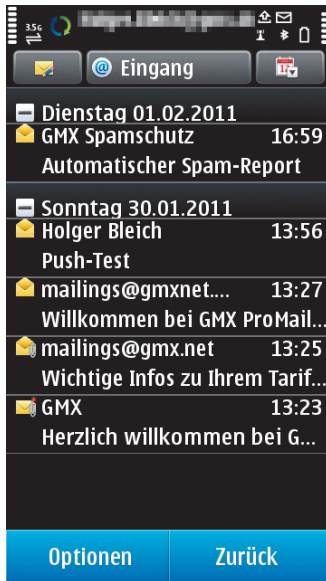 3.5G
@ Eingang
17
Dienstag 01.02.2011
GMX Spamschutz 16:59
Automatischer Spam-Report
Sonntag 30.01.2011
Holger Bleich 13:56
Push-Test
mailings@gmxnet.... 13:27
Willkommen bei GMX ProMail...
mailings@gmx.net 13:25
Wichtige Infos zu Ihrem Tarif...
GMX 13:23
Herzlich willkommen bei G...
Optionen Zurück